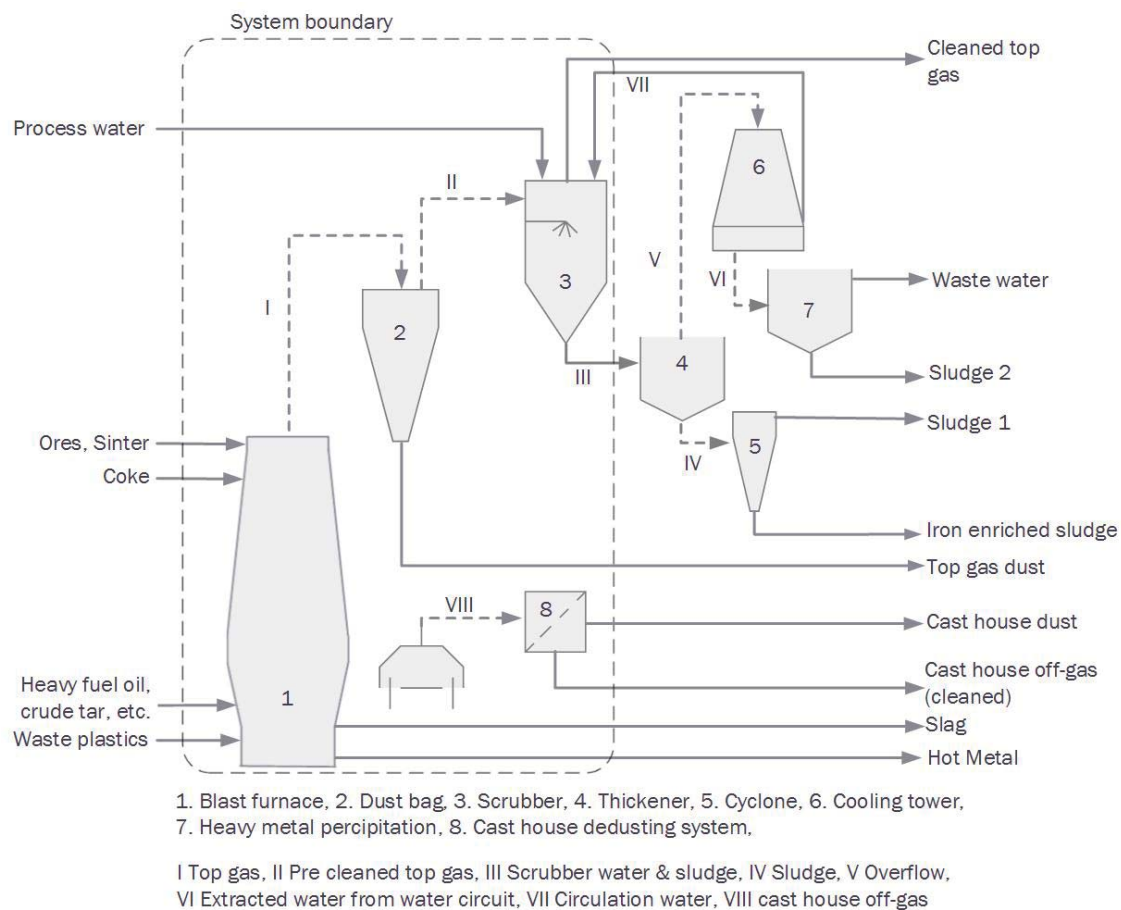 System boundary
Cleaned top
gas
VII
Process water
6
II
I
V
VI
3
Waste water
7
2
4
III
Sludge 2
Sludge 1
Ores, Sinter
5
IV
Coke
Iron enriched sludge
Top gas dust
VIII
8
Cast house dust
Cast house off-gas
(cleaned)
Heavy fuel oil,
crude tar, etc.
1
Slag
Waste plastics
Hot Metal
1. Blast furnace, 2. Dust bag, 3. Scrubber, 4. Thickener, 5. Cyclone, 6. Cooling tower,
7. Heavy metal percipitation, 8. Cast house dedusting system,
I Top gas, II Pre cleaned top gas, III Scrubber water & sludge, IV Sludge, V Overflow,
VI Extracted water from water circuit, VII Circulation water, VIII cast house off-gas